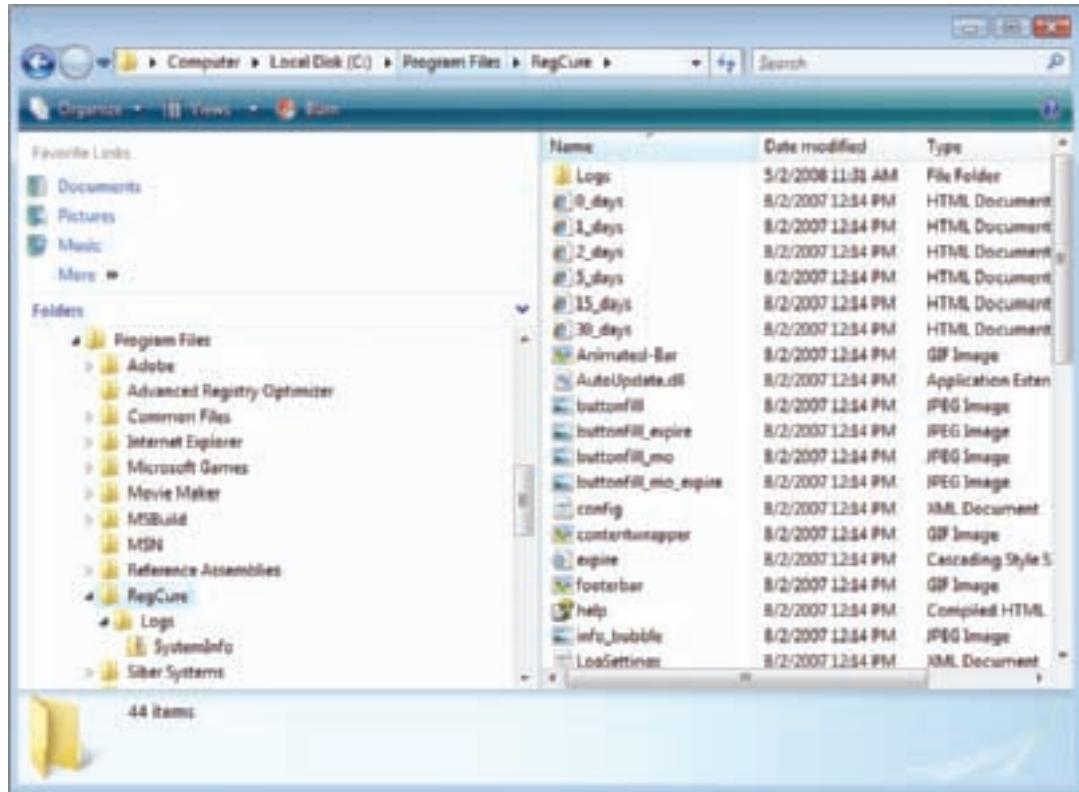 Computer Local Disk (C:) Program Files RegCure
Search
Organize Views Burn
Favorite Links
Documents
Pictures
Music
More
Folders
Program Files
Adobe
Advanced Registry Optimizer
Common Files
Internet Explorer
Microsoft Games
Movie Maker
MSBuild
MSN
Reference Assemblies
RegCure
Logs
SystemInfo
Siber Systems
Name Date modified Type
Logs 5/2/2008 11:31 AM File Folder
0_days 8/2/2007 12:14 PM HTML Document
1_days 8/2/2007 12:14 PM HTML Document
2_days 8/2/2007 12:14 PM HTML Document
5_days 8/2/2007 12:14 PM HTML Document
15_days 8/2/2007 12:14 PM HTML Document
30_days 8/2/2007 12:14 PM HTML Document
Animated-Bar 8/2/2007 12:14 PM GIF Image
AutoUpdate.dll 8/2/2007 12:14 PM Application Exten
buttonfill 8/2/2007 12:14 PM JPEG Image
buttonfill_expire 8/2/2007 12:14 PM JPEG Image
buttonfill_mo 8/2/2007 12:14 PM JPEG Image
buttonfill_mo_expire 8/2/2007 12:14 PM JPEG Image
config 8/2/2007 12:14 PM XML Document
contentwrapper 8/2/2007 12:14 PM GIF Image
expire 8/2/2007 12:14 PM Cascading Style S
footerbar 8/2/2007 12:14 PM GIF Image
help 8/2/2007 12:14 PM Compiled HTML
info_bubble 8/2/2007 12:14 PM JPEG Image
LogSettings 8/2/2007 12:14 PM XML Document
44 items